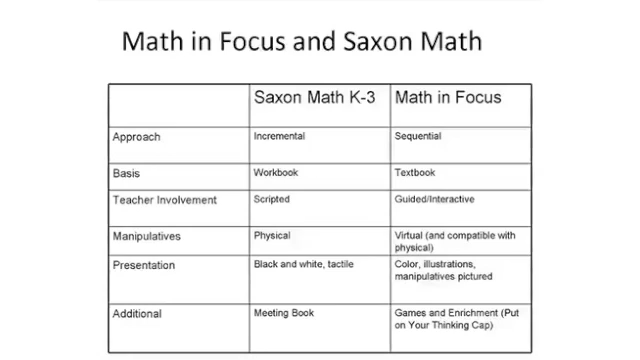 Math in Focus and Saxon Math
Saxon Math K-3 Math in Focus
Approach Incremental Sequential
Basis Workbook Textbook
Teacher Involvement Scripted Guided/Interactive
Manipulatives Physical Virtual (and compatible with
physical)
Presentation Black and white, tactile Color, illustrations,
manipulatives pictured
Additional Meeting Book Games and Enrichment (Put
on Your Thinking Cap)